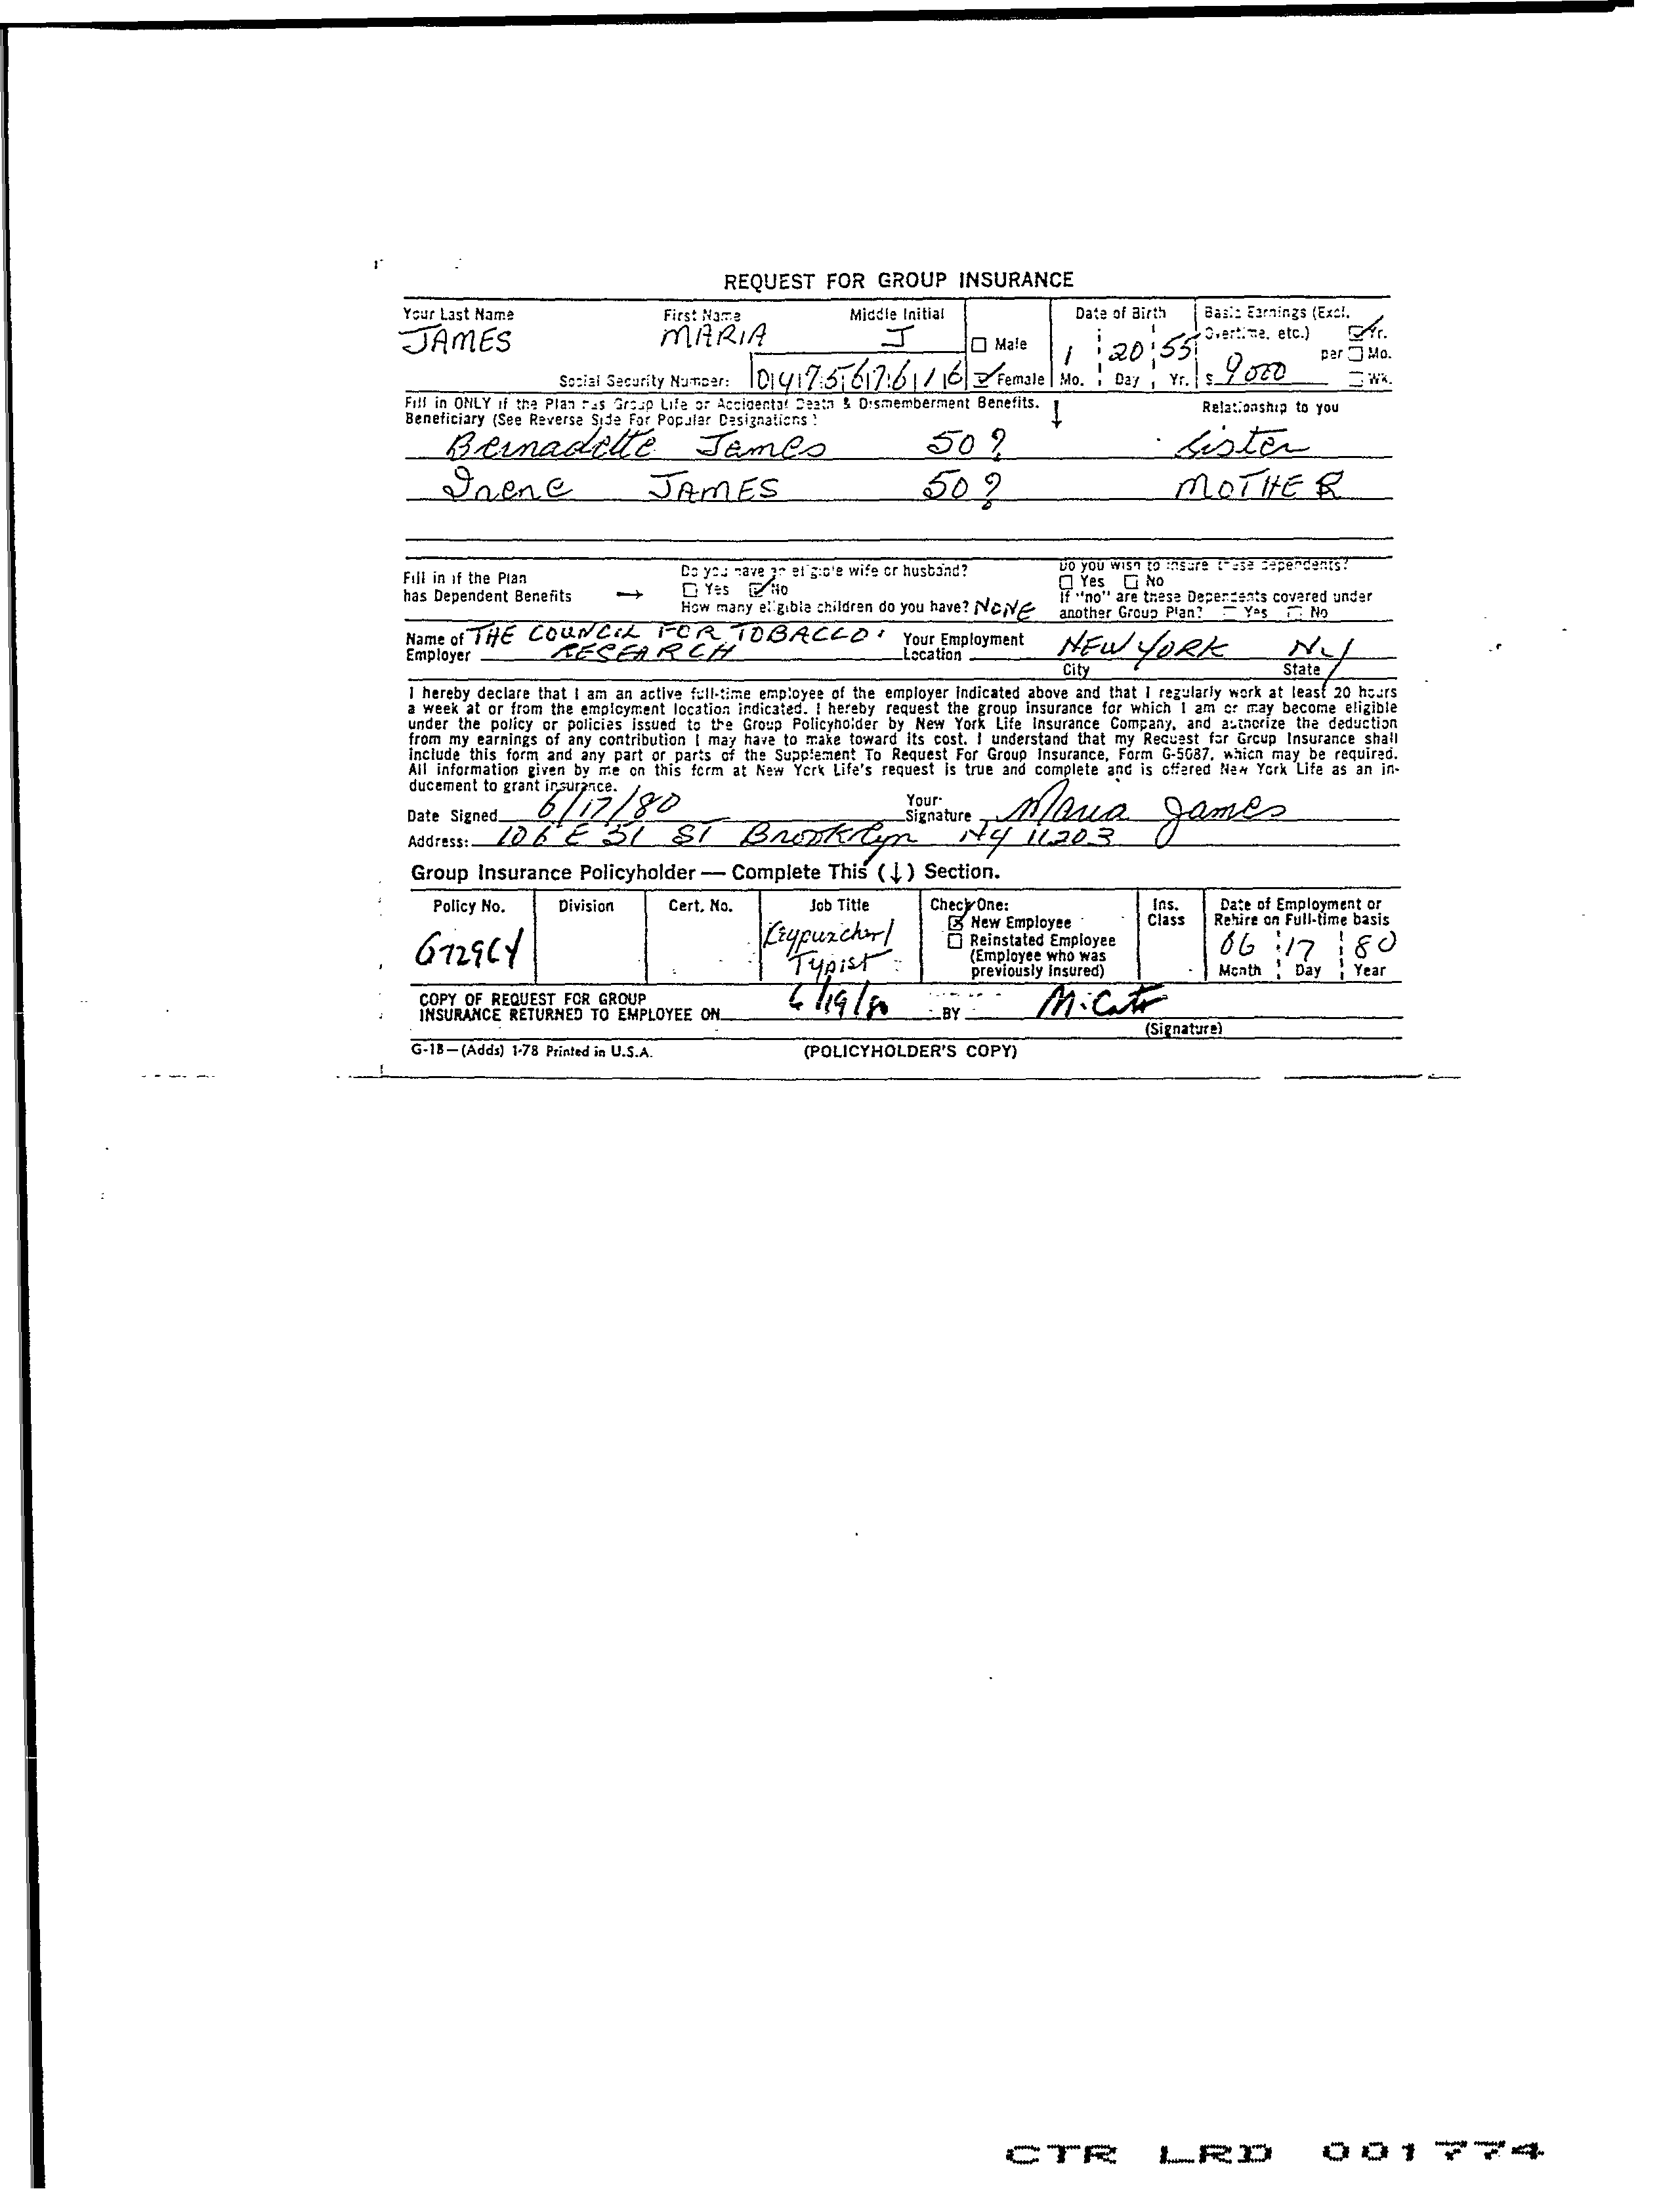 REQUEST FOR GROUP INSURANCE
Your Last Name First Name Middle Initial Date of Birth Basic Earnings (Excl.
JAMES MARIA J Male 1 20 55 Overtime, etc.) Yr.
per Mo.
Social Security Number: 047567616 Female Mo. Day Yr. $ 9000 Wk.
Fill in ONLY if the Plan has Group Life or Accidental Death & Dismemberment Benefits. ↓ Relationship to you
Beneficiary (See Reverse Side For Popular Designations)
Bernadette James 50 ? Sister
Irene JAMES 50 ? MOTHER
Fill in if the Plan Do you have an eligible wife or husband? Do you wish to insure these dependents?
has Dependent Benefits → Yes No Yes No
How many eligible children do you have? NONE If "no" are these Dependents covered under
another Group Plan? Yes No
Name of THE COUNCIL FOR TOBACCO Your Employment NEW YORK NY
Employer RESEARCH Location City State
I hereby declare that I am an active full-time employee of the employer indicated above and that I regularly work at least 20 hours
a week at or from the employment location indicated. I hereby request the group insurance for which I am or may become eligible
under the policy or policies issued to the Group Policyholder by New York Life Insurance Company, and authorize the deduction
from my earnings of any contribution I may have to make toward its cost. I understand that my Request for Group Insurance shall
include this form and any part or parts of the Supplement To Request For Group Insurance, Form G-5087, which may be required.
All information given by me on this form at New York Life's request is true and complete and is offered New York Life as an in-
ducement to grant insurance.
Date Signed 6/17/80 Your Signature Maria James
Address: 106 E 51 ST Brooklyn NY 11203
Group Insurance Policyholder — Complete This (↓) Section.
Policy No. Division Cert. No. Job Title Check One: Ins. Class Date of Employment or
Rehire on Full-time basis
G729CY Keypuncher/ Typist New Employee 06 17 80
Reinstated Employee
(Employee who was
previously insured) Month Day Year
COPY OF REQUEST FOR GROUP
INSURANCE RETURNED TO EMPLOYEE ON 6/19/80 BY
(Signature)
G-18—(Adds) 1-78 Printed in U.S.A. (POLICYHOLDER'S COPY)
CTR LRD 001774